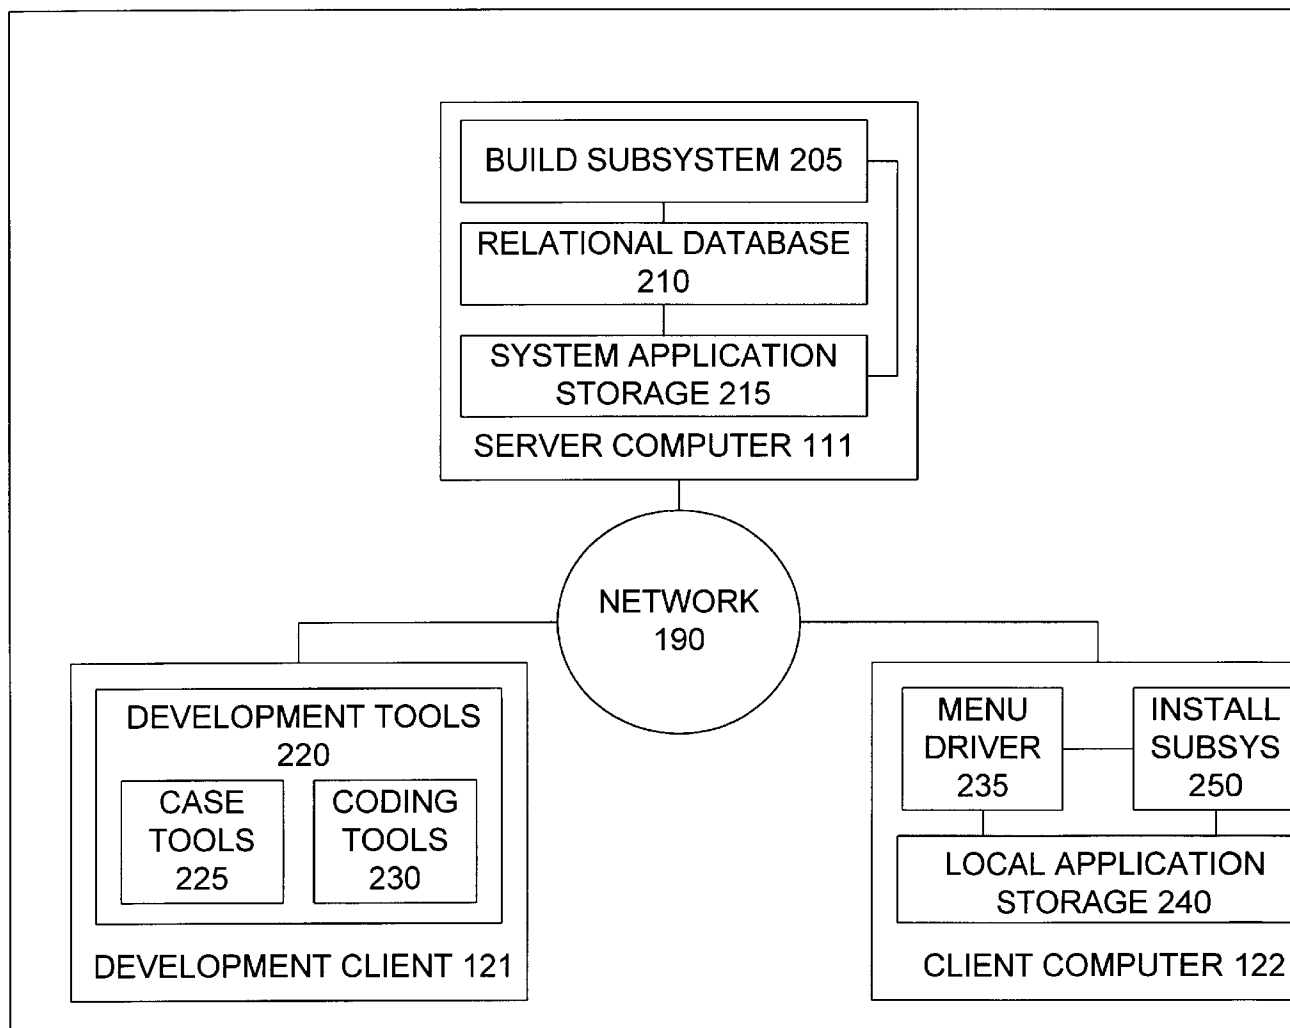 BUILD SUBSYSTEM 205
RELATIONAL DATABASE
210
SYSTEM APPLICATION
STORAGE 215
SERVER COMPUTER 111
NETWORK
190
DEVELOPMENT TOOLS
220
CASE
TOOLS
225
CODING
TOOLS
230
DEVELOPMENT CLIENT 121
MENU
DRIVER
235
INSTALL
SUBSYS
250
LOCAL APPLICATION
STORAGE 240
CLIENT COMPUTER 122